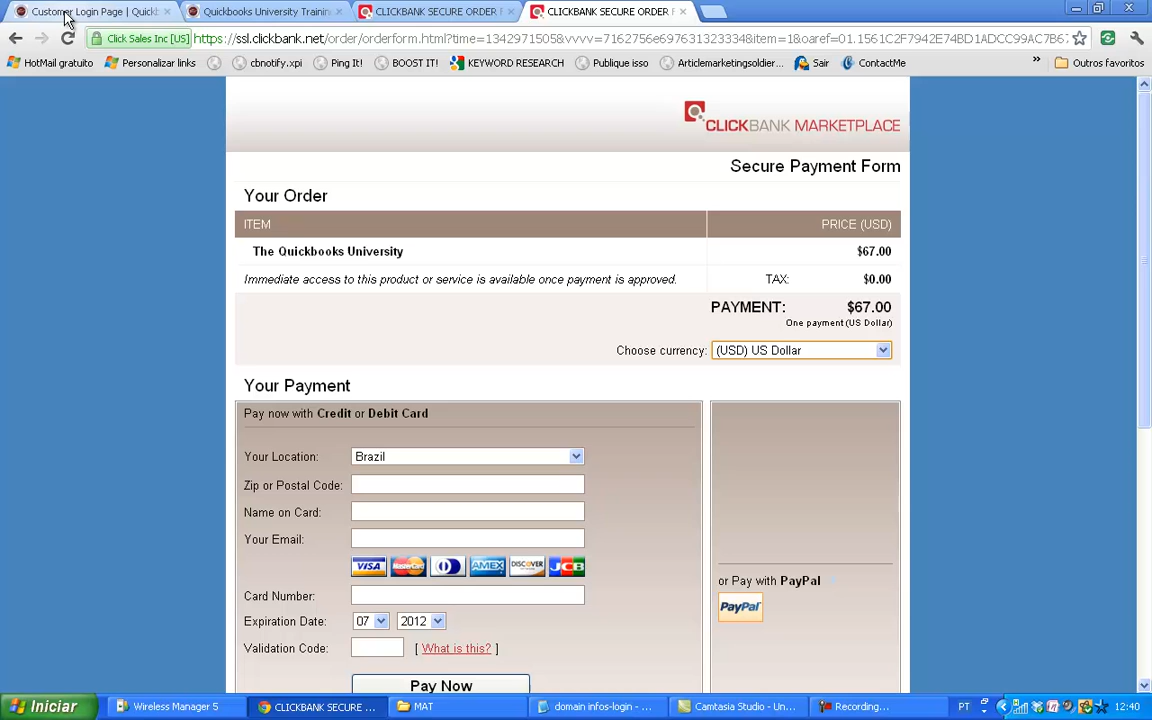 Customer Login Page | Quickb
Quickbooks University Trainin
CLICKBANK SECURE ORDER F
CLICKBANK SECURE ORDER F
Click Sales Inc [US]
https://ssl.clickbank.net/order/orderform.html?time=1342971505&vvvv=7162756e697631323334&item=1&oaref=01.1561C2F7942E74BD1ADCC99AC7B67
HotMail gratuito
Personalizar links
cbnotify.xpi
Ping It!
BOOST IT!
KEYWORD RESEARCH
Publique isso
Articlemarketingsoldier...
Sair
ContactMe
»
Outros favoritos
CLICKBANK MARKETPLACE
Secure Payment Form
Your Order
ITEM PRICE (USD)
The Quickbooks University $67.00
Immediate access to this product or service is available once payment is approved. TAX: $0.00
PAYMENT: $67.00
One payment (US Dollar)
Choose currency: (USD) US Dollar
Your Payment
Pay now with Credit or Debit Card
Your Location: Brazil
Zip or Postal Code:
Name on Card:
Your Email:
VISA MasterCard AMEX DISCOVER JCB
Card Number:
or Pay with PayPal
PayPal
Expiration Date: 07 2012
Validation Code: [ What is this? ]
Pay Now
Iniciar
Wireless Manager 5
CLICKBANK SECURE ...
MAT
domain infos-login - ...
Camtasia Studio - Un...
Recording...
PT
12:40